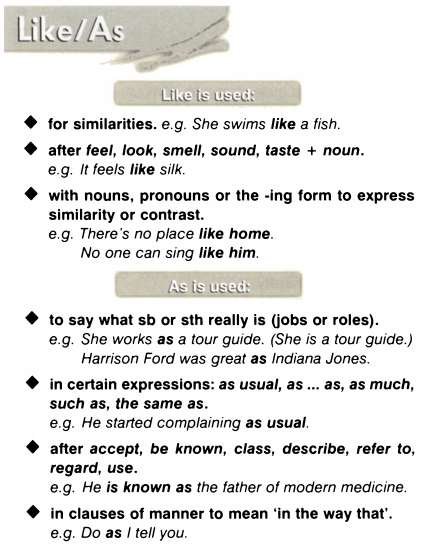 Like/As
Like is used:
◆ for similarities. e.g. She swims like a fish.
◆ after feel, look, smell, sound, taste + noun.
e.g. It feels like silk.
◆ with nouns, pronouns or the -ing form to express
similarity or contrast.
e.g. There's no place like home.
No one can sing like him.
As is used:
◆ to say what sb or sth really is (jobs or roles).
e.g. She works as a tour guide. (She is a tour guide.)
Harrison Ford was great as Indiana Jones.
◆ in certain expressions: as usual, as ... as, as much,
such as, the same as.
e.g. He started complaining as usual.
◆ after accept, be known, class, describe, refer to,
regard, use.
e.g. He is known as the father of modern medicine.
◆ in clauses of manner to mean 'in the way that'.
e.g. Do as I tell you.